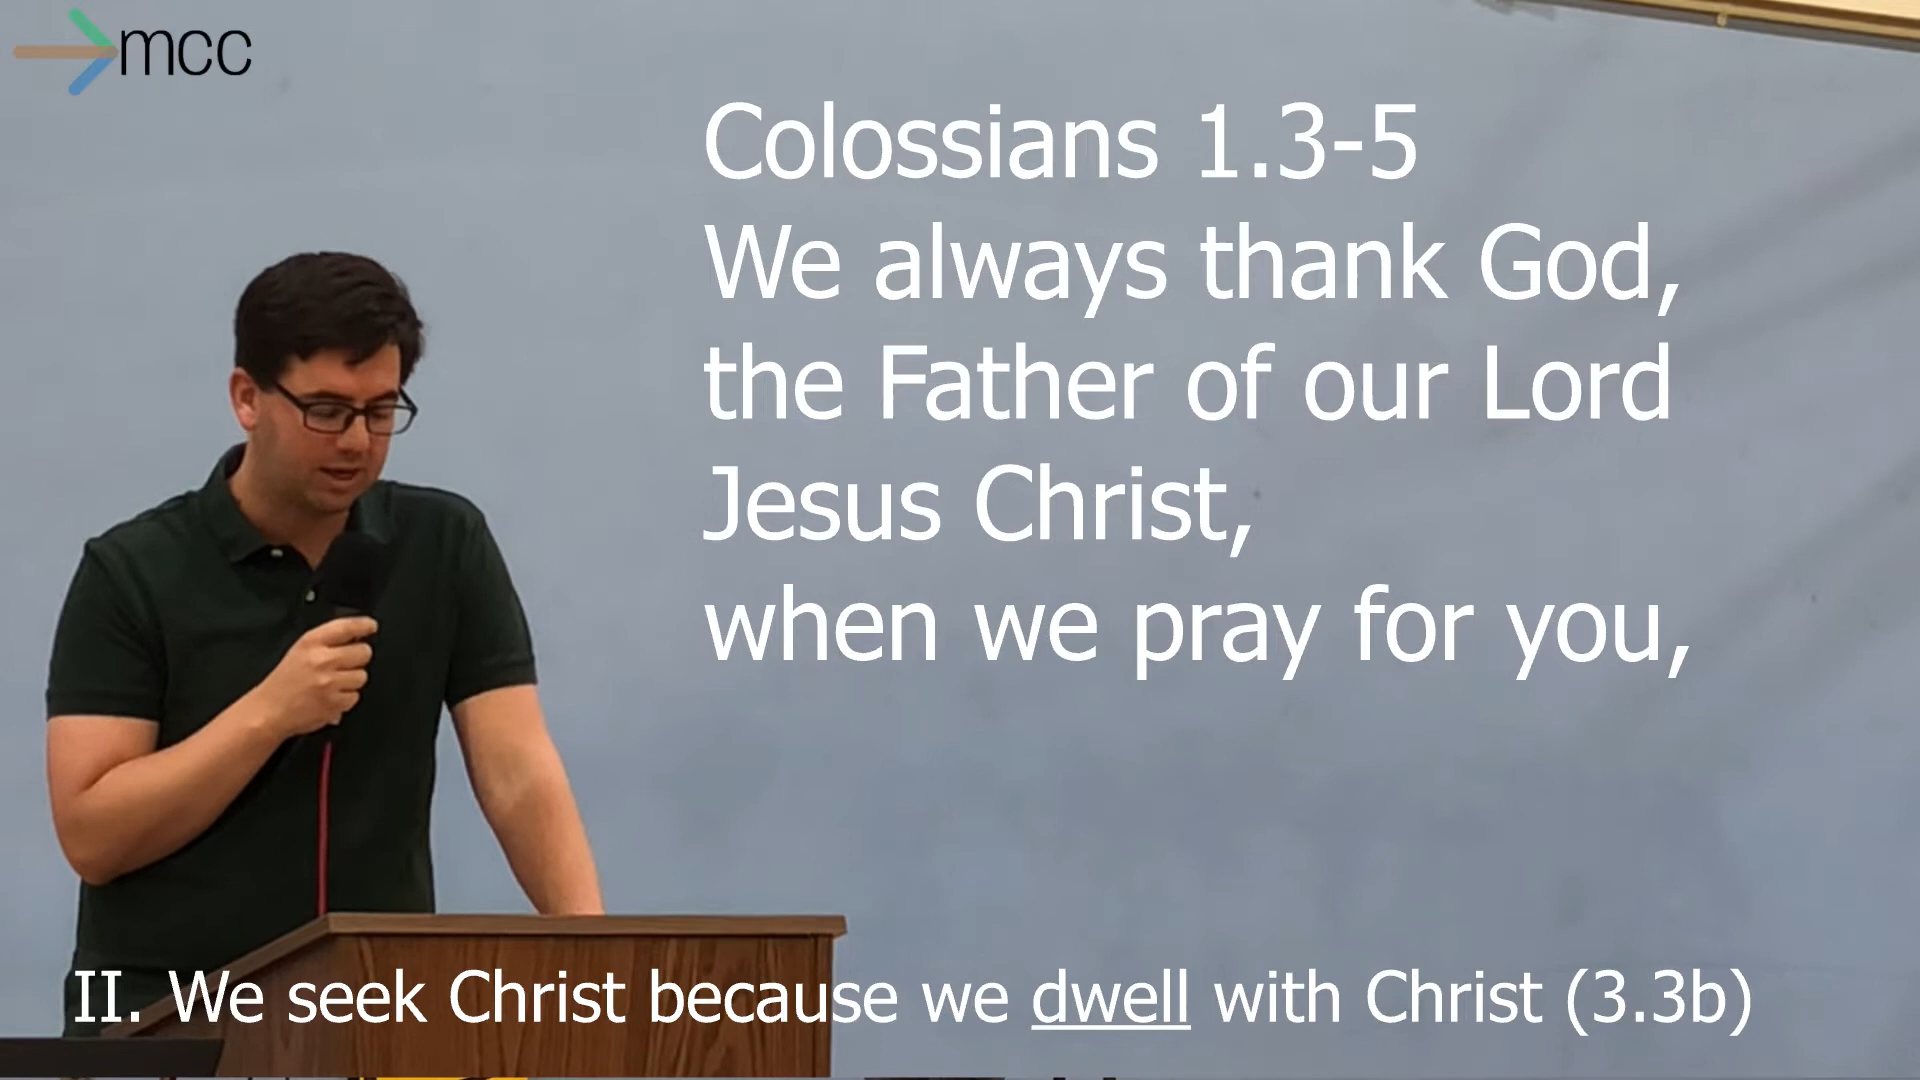 mcc
Colossians 1.3-5
We always thank God,
the Father of our Lord
Jesus Christ,
when we pray for you,
II. We seek Christ because we dwell with Christ (3.3b)